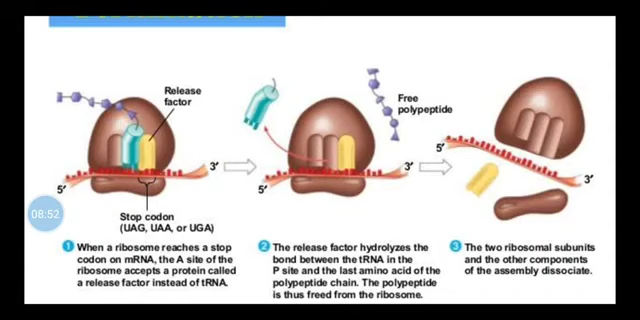 Release
factor
Free
polypeptide
3'
3'
5'
5'
5'
3'
08:52
Stop codon
(UAG, UAA, or UGA)
1 When a ribosome reaches a stop
codon on mRNA, the A site of the
ribosome accepts a protein called
a release factor instead of tRNA.
2 The release factor hydrolyzes the
bond between the tRNA in the
P site and the last amino acid of the
polypeptide chain. The polypeptide
is thus freed from the ribosome.
3 The two ribosomal subunits
and the other components
of the assembly dissociate.